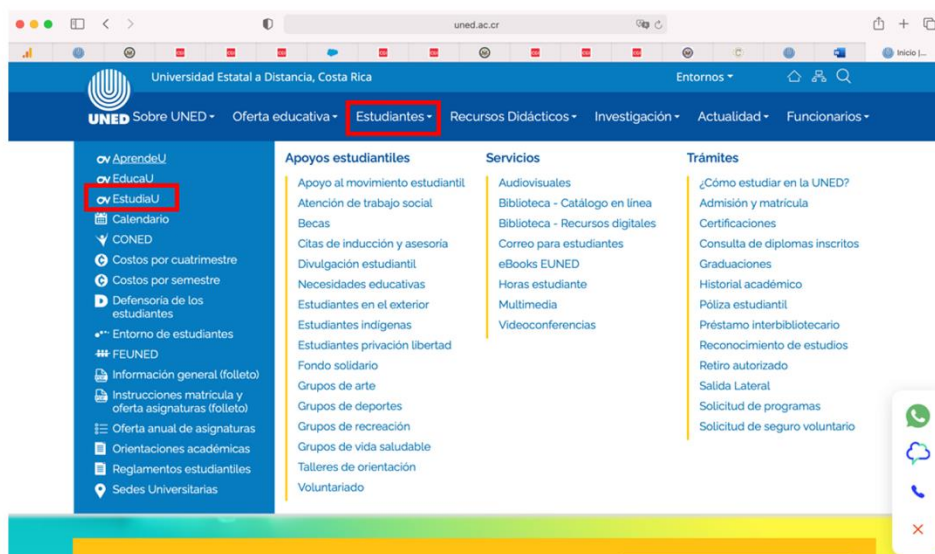 uned.ac.cr
Inicio |...
Universidad Estatal a Distancia, Costa Rica
Entornos
UNED
Sobre UNED
Oferta educativa
Estudiantes
Recursos Didácticos
Investigación
Actualidad
Funcionarios
AprendeU
EducaU
EstudiaU
Calendario
CONED
Costos por cuatrimestre
Costos por semestre
Defensoría de los
estudiantes
Entorno de estudiantes
FEUNED
Información general (folleto)
Instrucciones matrícula y
oferta asignaturas (folleto)
Oferta anual de asignaturas
Orientaciones académicas
Reglamentos estudiantiles
Sedes Universitarias
Apoyos estudiantiles
Apoyo al movimiento estudiantil
Atención de trabajo social
Becas
Citas de inducción y asesoría
Divulgación estudiantil
Necesidades educativas
Estudiantes en el exterior
Estudiantes indígenas
Estudiantes privación libertad
Fondo solidario
Grupos de arte
Grupos de deportes
Grupos de recreación
Grupos de vida saludable
Talleres de orientación
Voluntariado
Servicios
Audiovisuales
Biblioteca - Catálogo en línea
Biblioteca - Recursos digitales
Correo para estudiantes
eBooks EUNED
Horas estudiante
Multimedia
Videoconferencias
Trámites
¿Cómo estudiar en la UNED?
Admisión y matrícula
Certificaciones
Consulta de diplomas inscritos
Graduaciones
Historial académico
Póliza estudiantil
Préstamo interbibliotecario
Reconocimiento de estudios
Retiro autorizado
Salida Lateral
Solicitud de programas
Solicitud de seguro voluntario